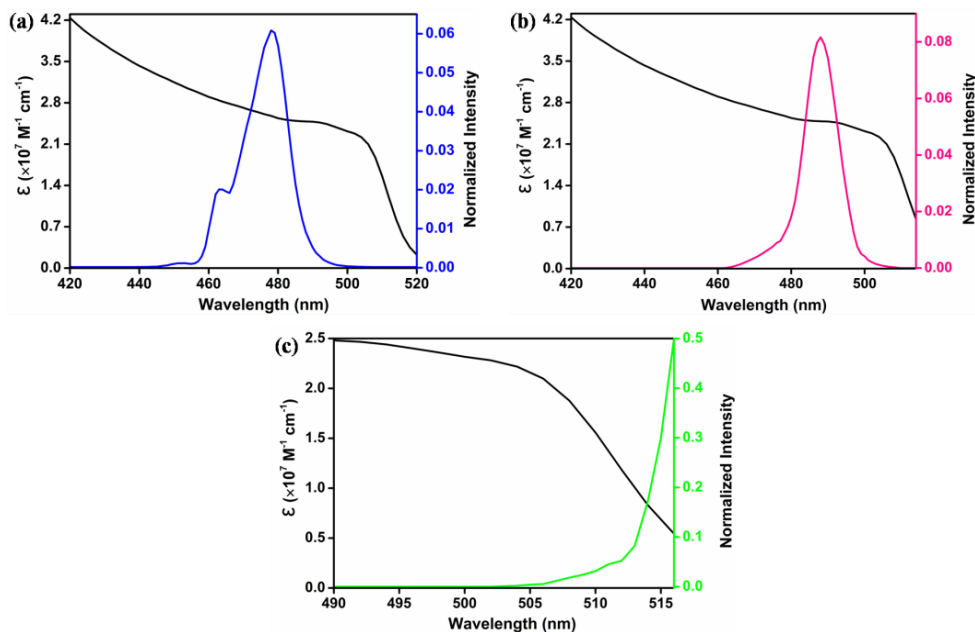 (a)
4.2
3.5
2.8
2.1
1.4
0.7
0.0
ε (×10⁷ M⁻¹ cm⁻¹)
420 440 460 480 500 520
Wavelength (nm)
0.06
0.05
0.04
0.03
0.02
0.01
0.00
Normalized Intensity
(b)
4.2
3.5
2.8
2.1
1.4
0.7
0.0
ε (×10⁷ M⁻¹ cm⁻¹)
420 440 460 480 500
Wavelength (nm)
0.08
0.06
0.04
0.02
0.00
Normalized Intensity
(c)
2.5
2.0
1.5
1.0
0.5
0.0
ε (×10⁷ M⁻¹ cm⁻¹)
490 495 500 505 510 515
Wavelength (nm)
0.5
0.4
0.3
0.2
0.1
0.0
Normalized Intensity